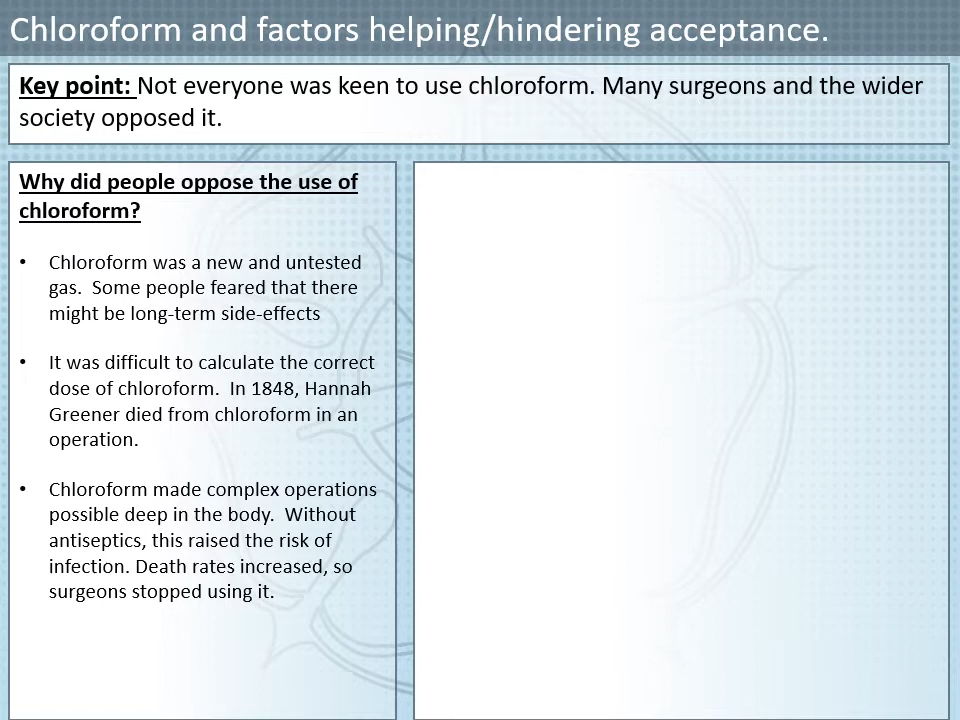 Chloroform and factors helping/hindering acceptance.
Key point: Not everyone was keen to use chloroform. Many surgeons and the wider
society opposed it.
Why did people oppose the use of
chloroform?
• Chloroform was a new and untested
gas.  Some people feared that there
might be long-term side-effects
• It was difficult to calculate the correct
dose of chloroform.  In 1848, Hannah
Greener died from chloroform in an
operation.
• Chloroform made complex operations
possible deep in the body.  Without
antiseptics, this raised the risk of
infection. Death rates increased, so
surgeons stopped using it.